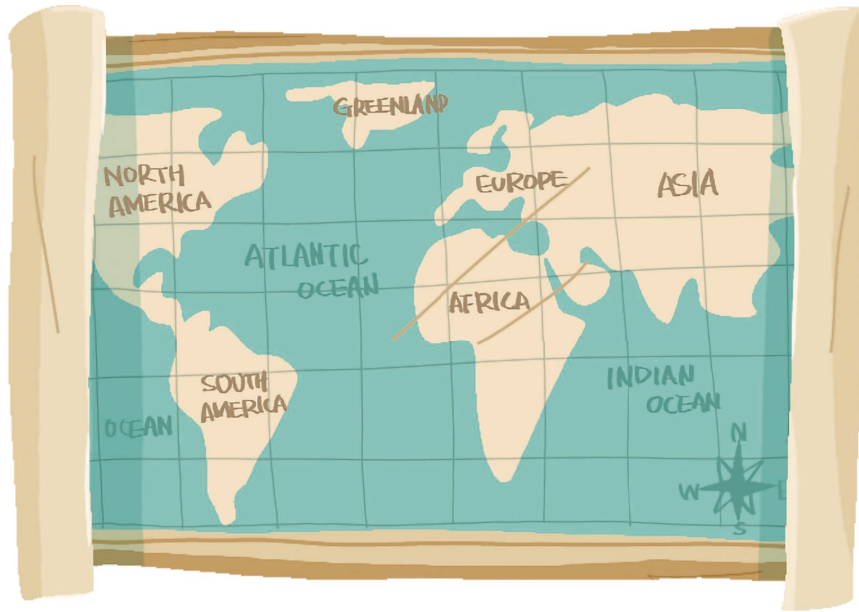 GREENLAND
NORTH
AMERICA
EUROPE
ASIA
ATLANTIC
OCEAN
AFRICA
SOUTH
AMERICA
INDIAN
OCEAN
OCEAN
N
W
S